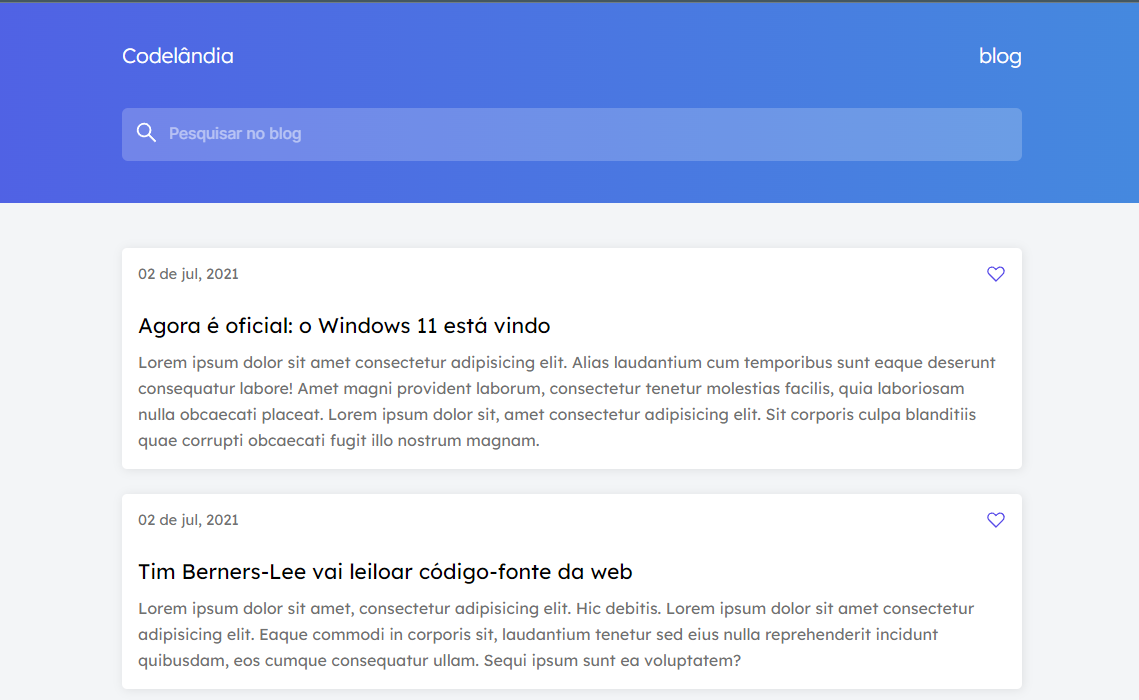 Codelândia
blog
Pesquisar no blog
02 de jul, 2021
Agora é oficial: o Windows 11 está vindo
Lorem ipsum dolor sit amet consectetur adipisicing elit. Alias laudantium cum temporibus sunt eaque deserunt
consequatur labore! Amet magni provident laborum, consectetur tenetur molestias facilis, quia laboriosam
nulla obcaecati placeat. Lorem ipsum dolor sit, amet consectetur adipisicing elit. Sit corporis culpa blanditiis
quae corrupti obcaecati fugit illo nostrum magnam.
02 de jul, 2021
Tim Berners-Lee vai leiloar código-fonte da web
Lorem ipsum dolor sit amet, consectetur adipisicing elit. Hic debitis. Lorem ipsum dolor sit amet consectetur
adipisicing elit. Eaque commodi in corporis sit, laudantium tenetur sed eius nulla reprehenderit incidunt
quibusdam, eos cumque consequatur ullam. Sequi ipsum sunt ea voluptatem?